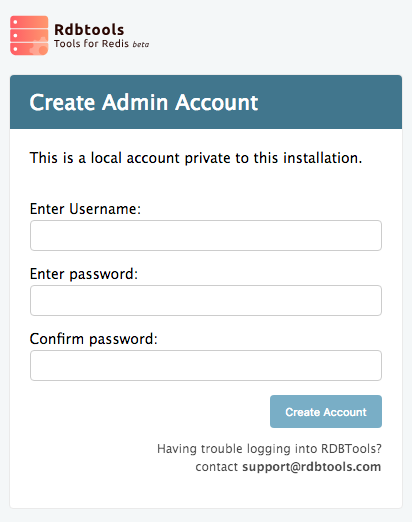 Rdbtools
Tools for Redis beta
Create Admin Account
This is a local account private to this installation.
Enter Username:
Enter password:
Confirm password:
Create Account
Having trouble logging into RDBTools?
contact support@rdbtools.com